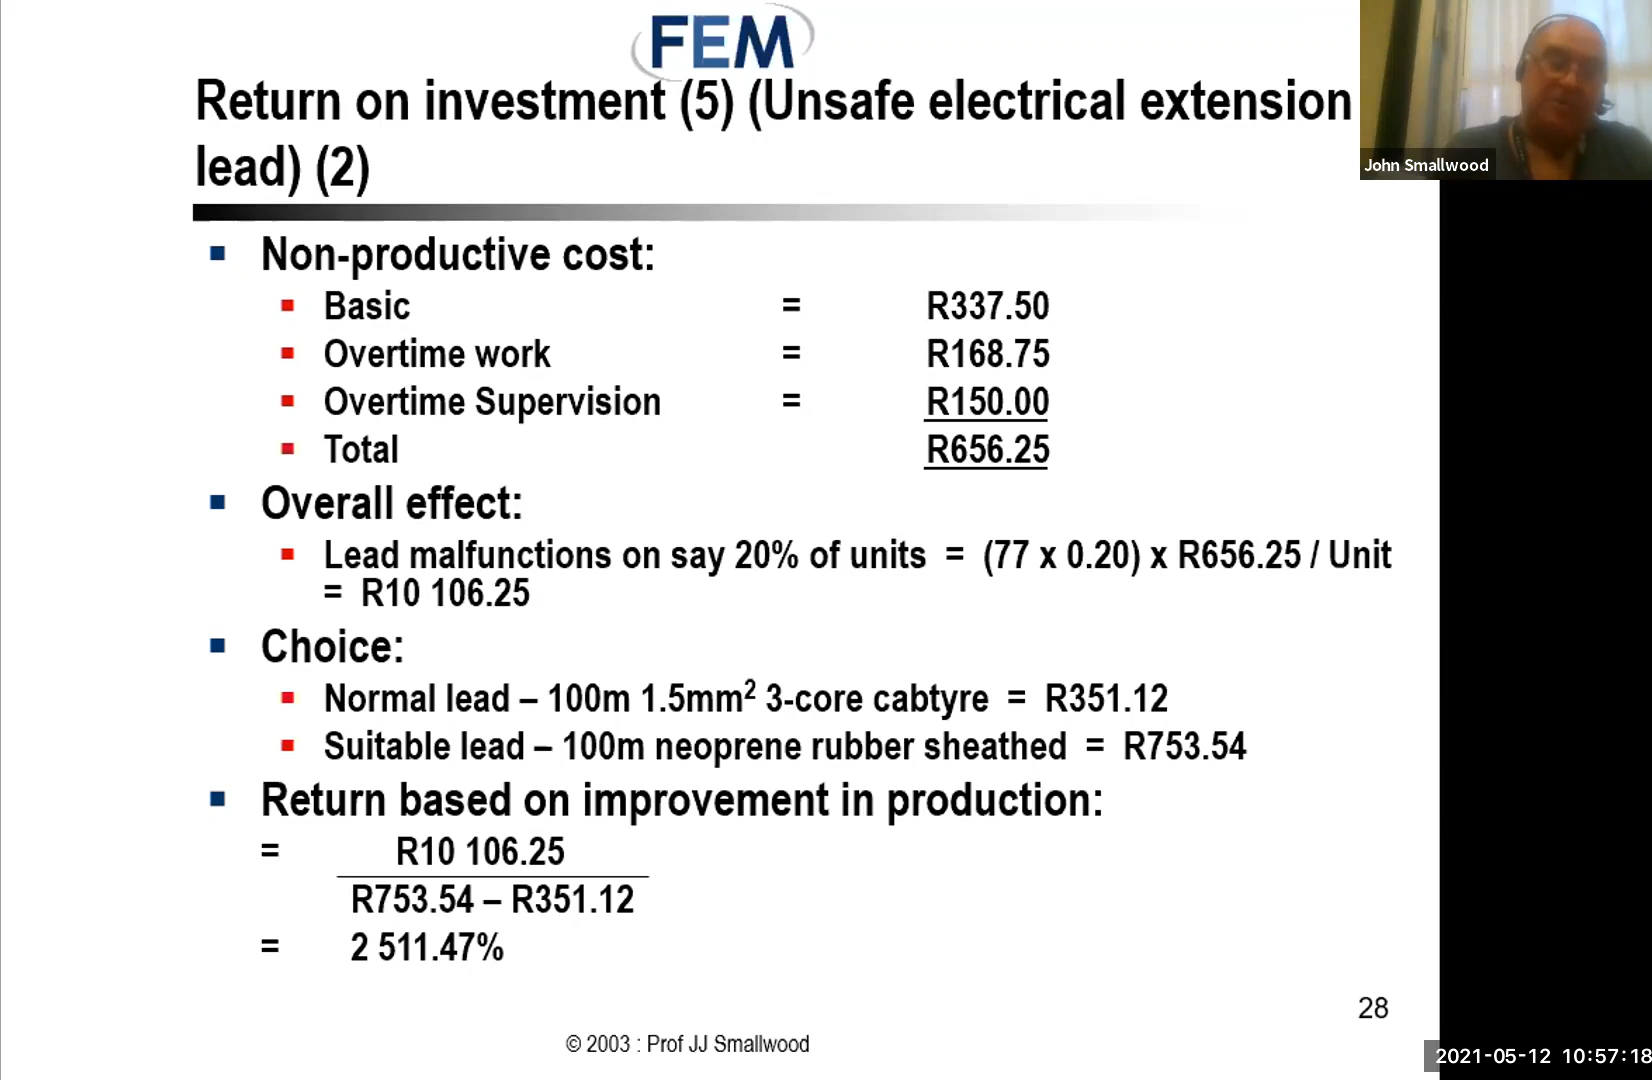 FEM
Return on investment (5) (Unsafe electrical extension
lead) (2)
John Smallwood
Non-productive cost:
Basic = R337.50
Overtime work = R168.75
Overtime Supervision = R150.00
Total R656.25
Overall effect:
Lead malfunctions on say 20% of units = (77 x 0.20) x R656.25 / Unit
= R10 106.25
Choice:
Normal lead – 100m 1.5mm² 3-core cabtyre = R351.12
Suitable lead – 100m neoprene rubber sheathed = R753.54
Return based on improvement in production:
= R10 106.25
R753.54 – R351.12
= 2 511.47%
28
© 2003 : Prof JJ Smallwood
2021-05-12 10:57:18